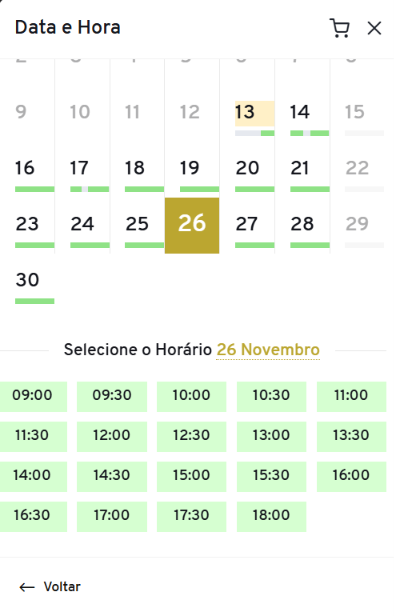 Data e Hora
9 10 11 12 13 14 15
16 17 18 19 20 21 22
23 24 25 26 27 28 29
30
Selecione o Horário 26 Novembro
09:00 09:30 10:00 10:30 11:00
11:30 12:00 12:30 13:00 13:30
14:00 14:30 15:00 15:30 16:00
16:30 17:00 17:30 18:00
← Voltar